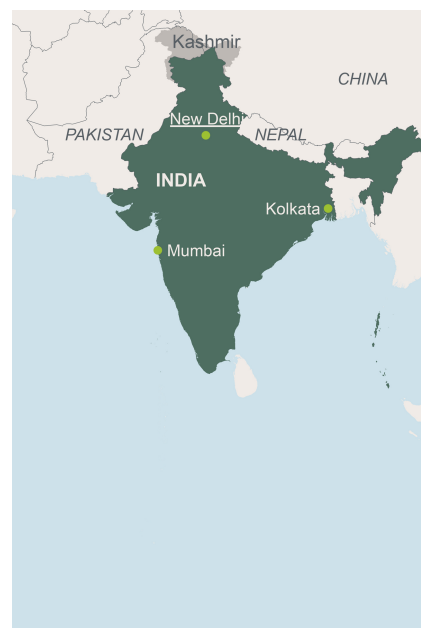 Kashmir
CHINA
New Delhi
PAKISTAN
NEPAL
INDIA
Kolkata
Mumbai